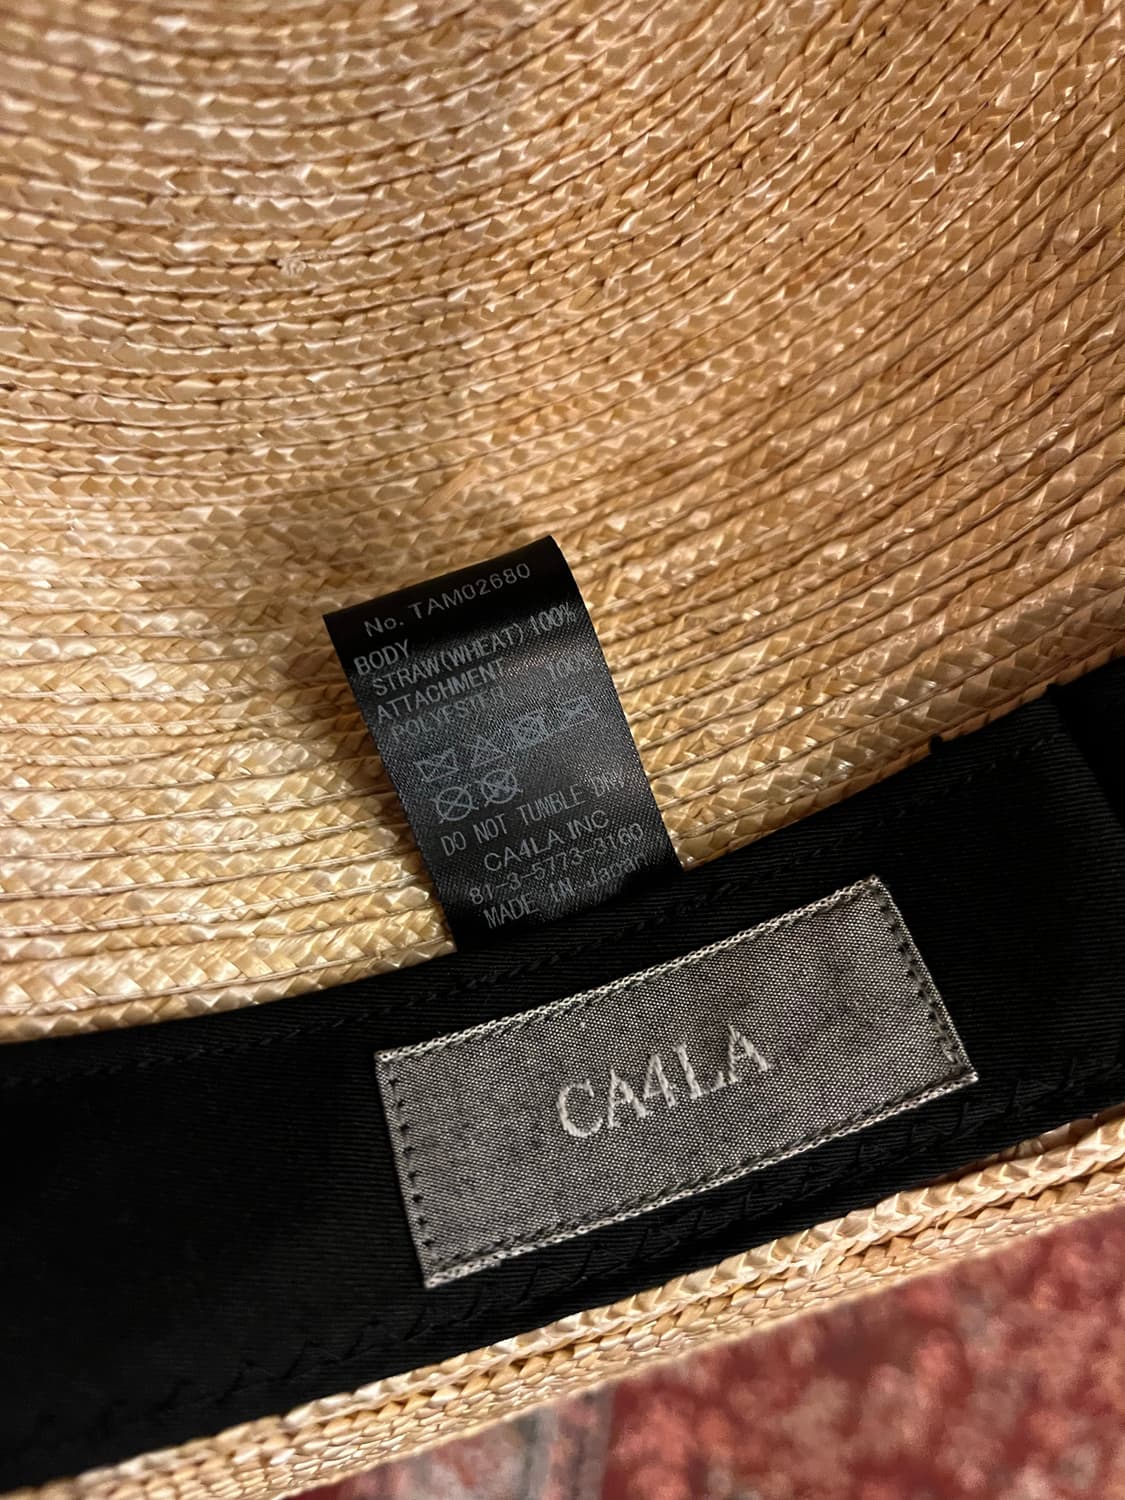 No. TAM02680
BODY
STRAW(WHEAT) 100%
ATTACHMENT
POLYESTER 100%
DO NOT TUMBLE DRY
CA4LA INC
81-3-5773-3160
MADE IN Japan
CA4LA